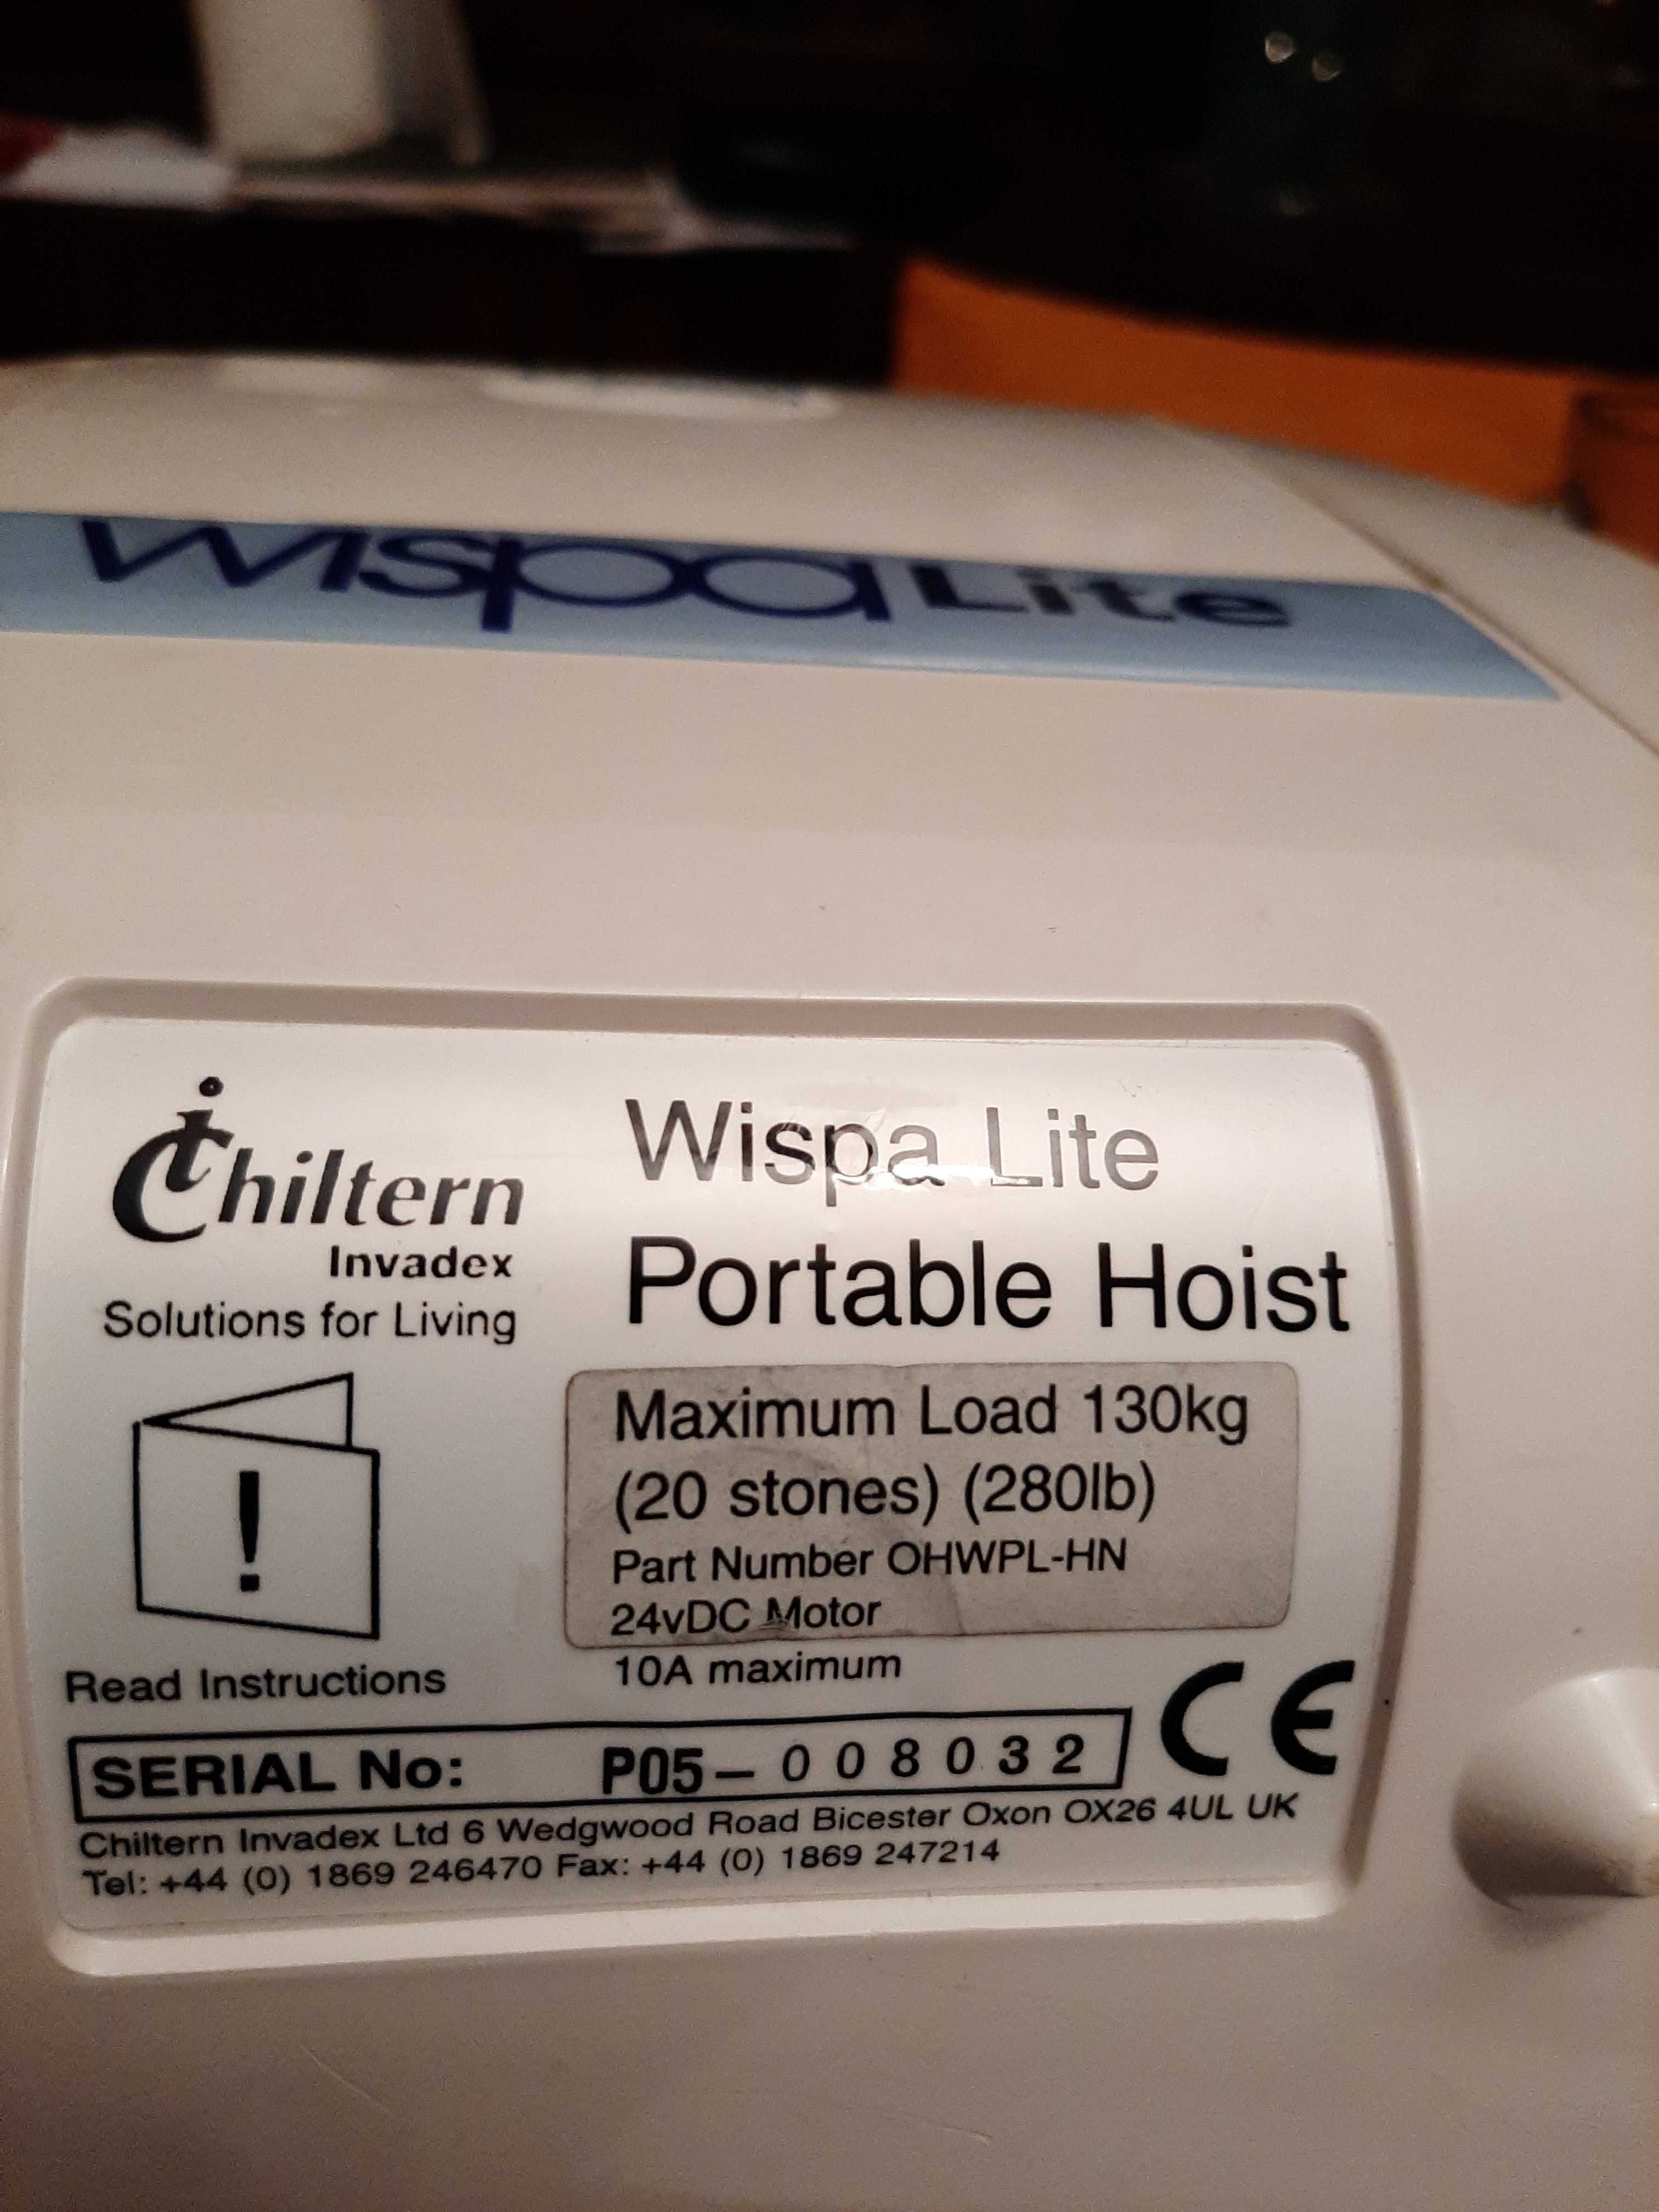 wispaLite
Chiltern
Invadex
Solutions for Living
Wispa Lite
Portable Hoist
Maximum Load 130kg
(20 stones) (280lb)
Part Number OHWPL-HN
24vDC Motor
10A maximum
!
Read Instructions
CE
SERIAL No: P05-008032
Chiltern Invadex Ltd 6 Wedgwood Road Bicester Oxon OX26 4UL UK
Tel: +44 (0) 1869 246470 Fax: +44 (0) 1869 247214